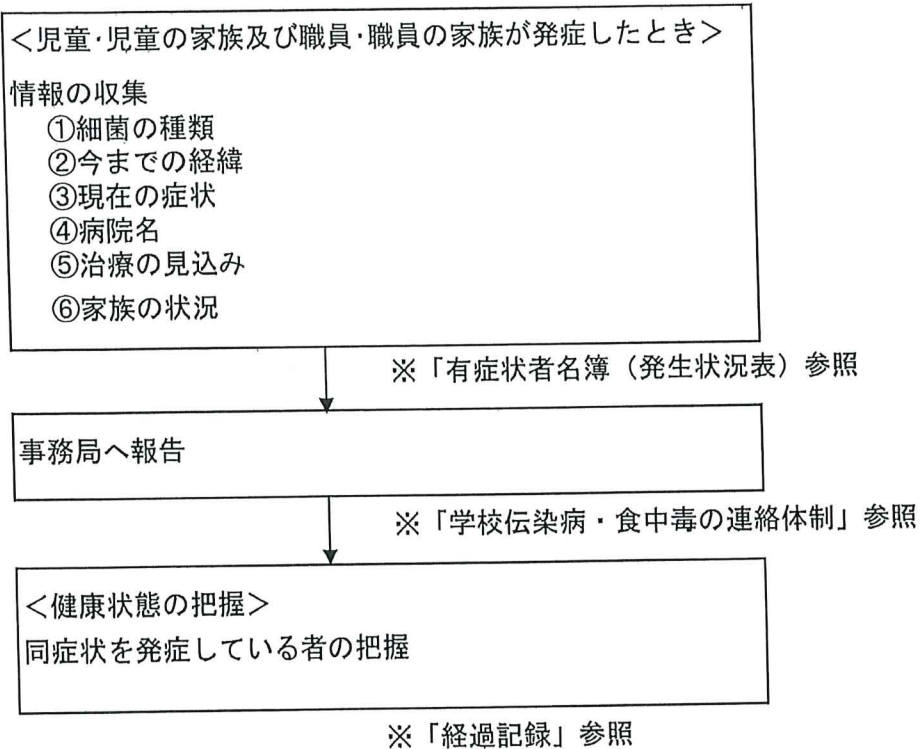 ＜児童・児童の家族及び職員・職員の家族が発症したとき＞
情報の収集
①細菌の種類
②今までの経緯
③現在の症状
④病院名
⑤治療の見込み
⑥家族の状況
※「有症状者名簿（発生状況表）参照
事務局へ報告
※「学校伝染病・食中毒の連絡体制」参照
＜健康状態の把握＞
同症状を発症している者の把握
※「経過記録」参照